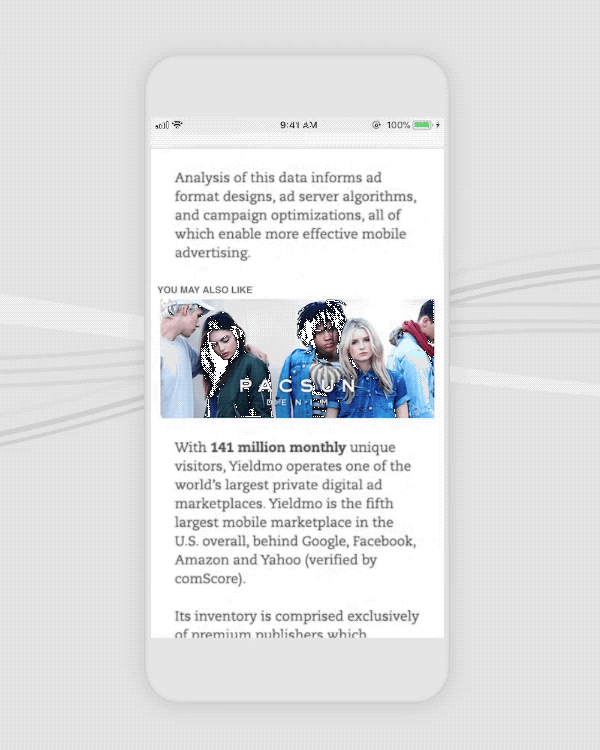 9:41 AM
100%
Analysis of this data informs ad
format designs, ad server algorithms,
and campaign optimizations, all of
which enable more effective mobile
advertising.
YOU MAY ALSO LIKE
PACSUN
DENIM
With 141 million monthly unique
visitors, Yieldmo operates one of the
world's largest private digital ad
marketplaces. Yieldmo is the fifth
largest mobile marketplace in the
U.S. overall, behind Google, Facebook,
Amazon and Yahoo (verified by
comScore).
Its inventory is comprised exclusively
of premium publishers which